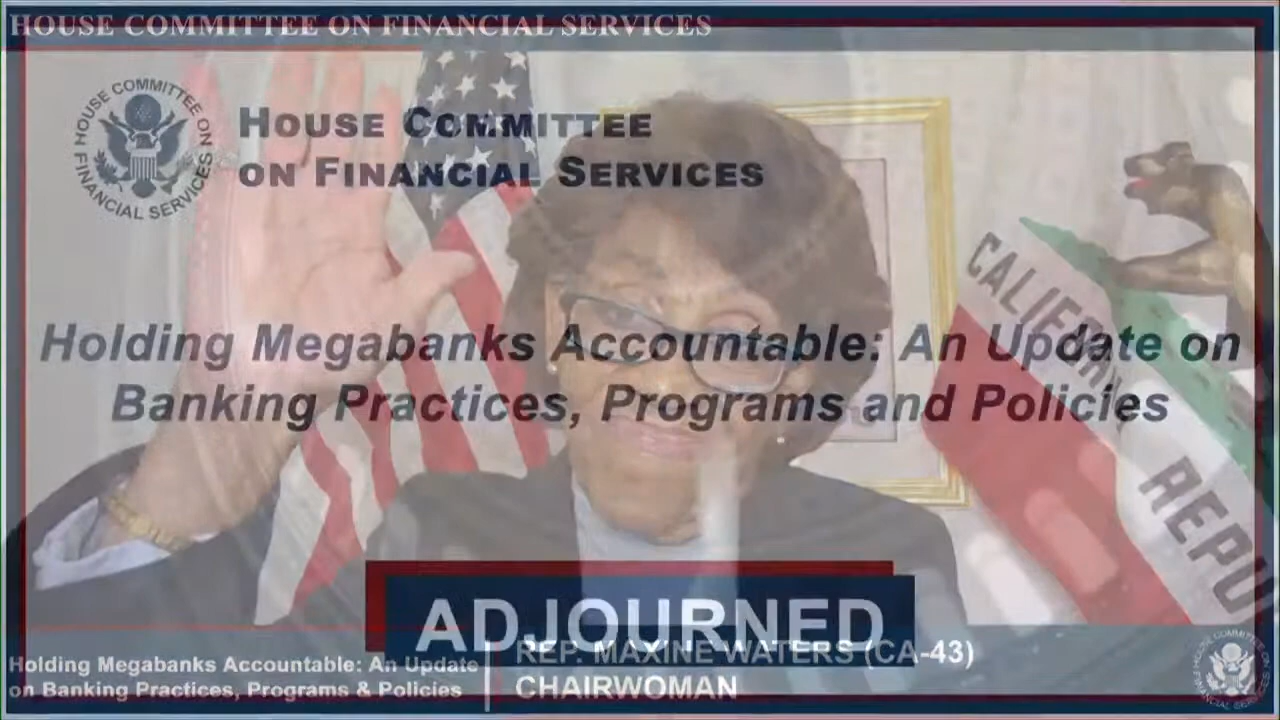 HOUSE COMMITTEE ON FINANCIAL SERVICES
HOUSE COMMITTEE ON
FINANCIAL SERVICES
HOUSE COMMITTEE
ON FINANCIAL SERVICES
CALIFORN
REPU
Holding Megabanks Accountable: An Update on
Banking Practices, Programs and Policies
ADJOURNED
Holding Megabanks Accountable: An Update
on Banking Practices, Programs & Policies
REP. MAXINE WATERS (CA-43)
CHAIRWOMAN